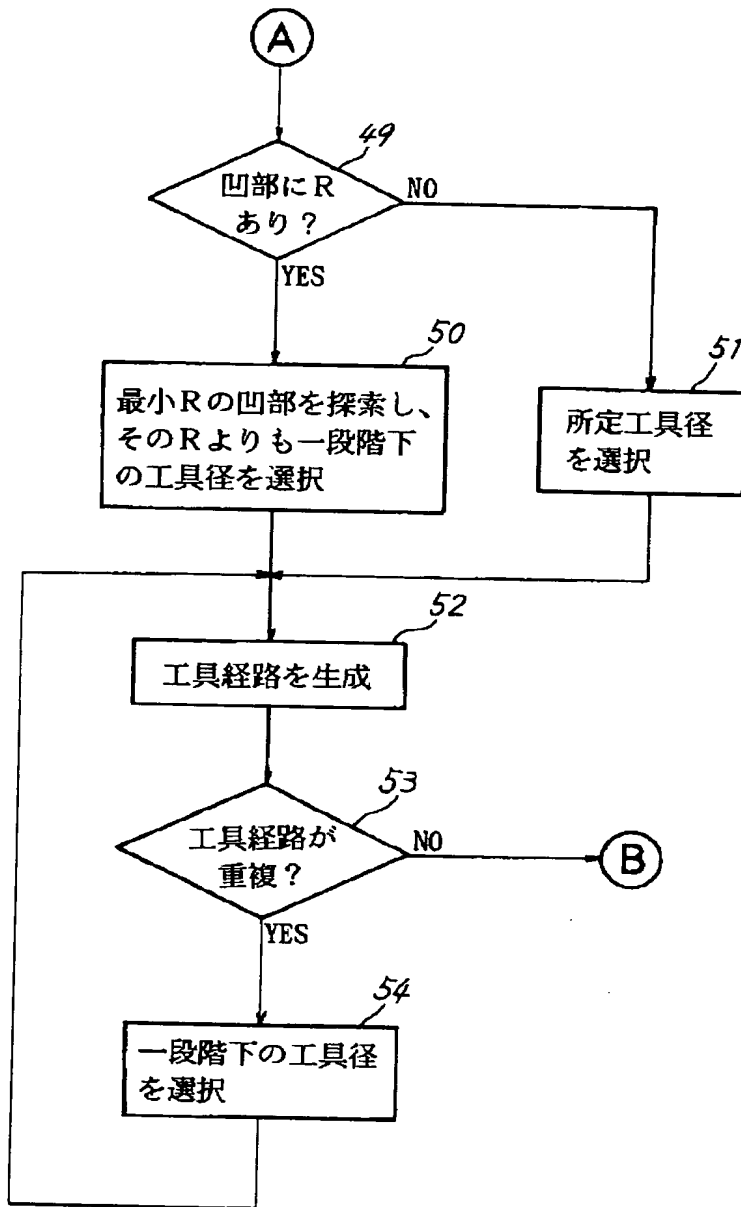 A
49
凹部にR
あり?
NO
YES
50
最小Rの凹部を探索し、
そのRよりも一段階下
の工具径を選択
51
所定工具径
を選択
52
工具経路を生成
53
工具経路が
重複?
NO
B
YES
54
一段階下の工具径
を選択